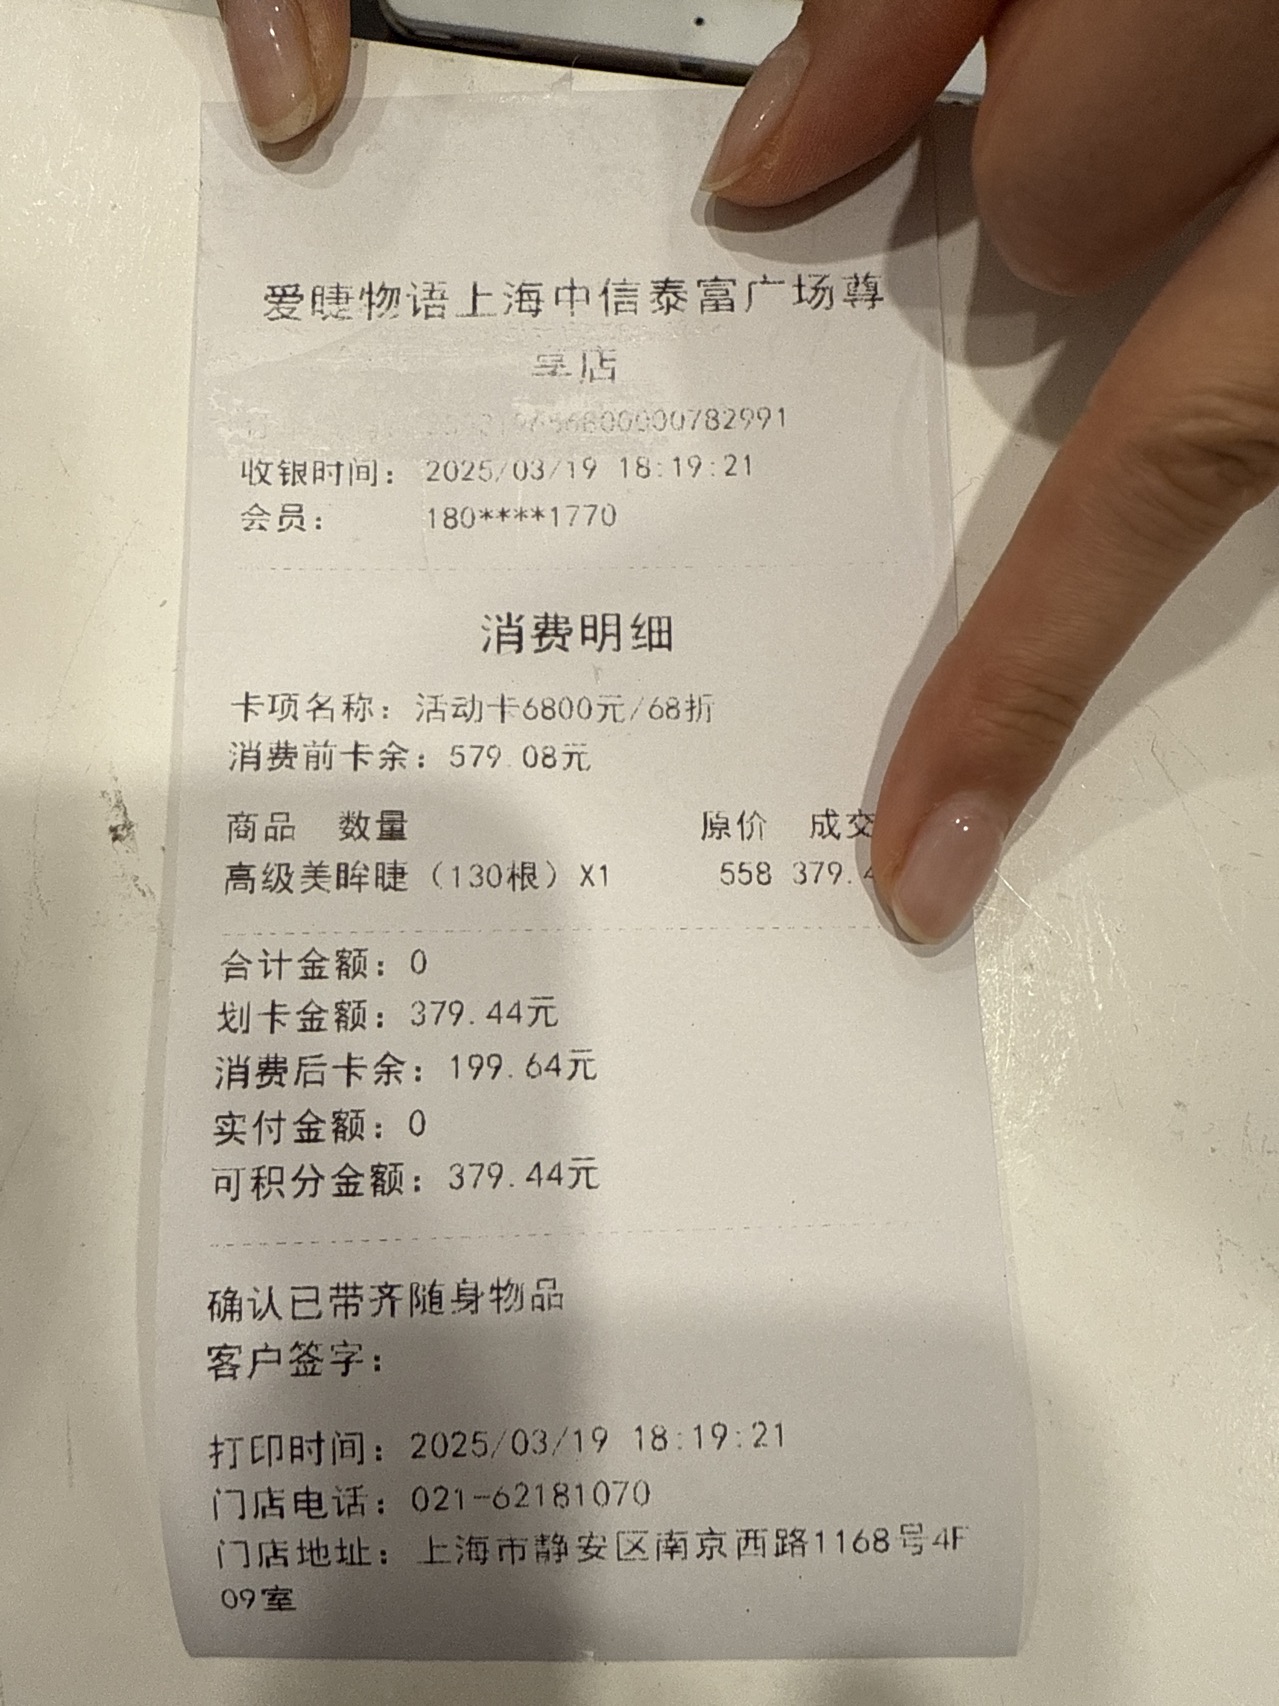 爱睫物语上海中信泰富广场尊
享店
00000782991
收银时间: 2025/03/19 18:19:21
会员: 180****1770
消费明细
卡项名称: 活动卡6800元/68折
消费前卡余: 579.08元
商品 数量 原价 成交
高级美眸睫（130根）X1 558 379.4
合计金额: 0
划卡金额: 379.44元
消费后卡余: 199.64元
实付金额: 0
可积分金额: 379.44元
确认已带齐随身物品
客户签字:
打印时间: 2025/03/19 18:19:21
门店电话: 021-62181070
门店地址: 上海市静安区南京西路1168号4F
09室